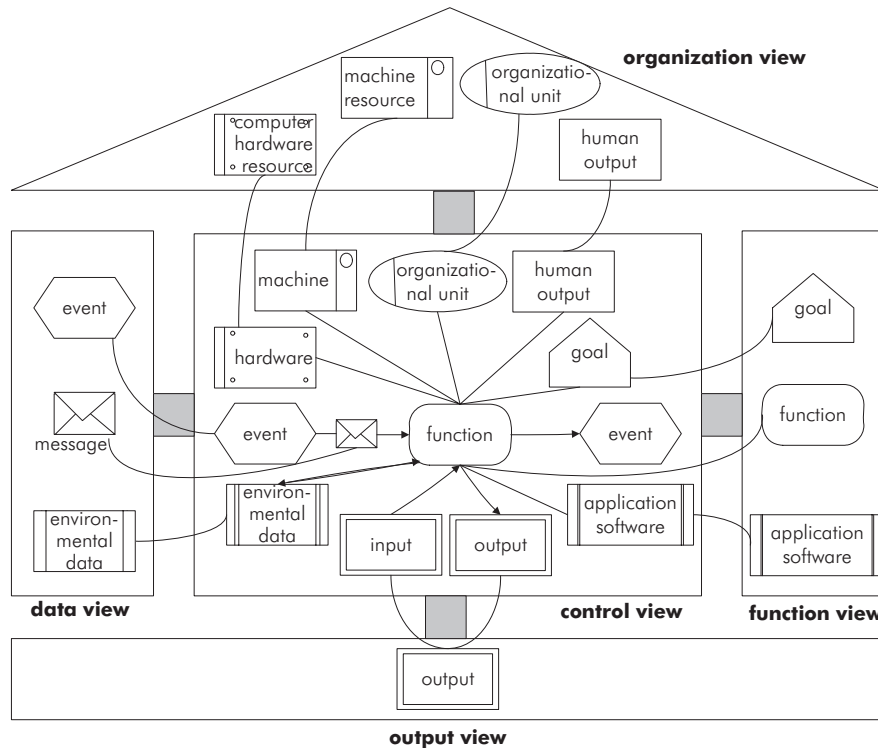 organization view
machine
resource
organizatio-
nal unit
computer
hardware
resource
human
output
machine
organizatio-
nal unit
human
output
hardware
goal
event
message
environ-
mental
data
event
function
event
environ-
mental
data
input
output
application
software
goal
function
application
software
data view
control view
function view
output
output view